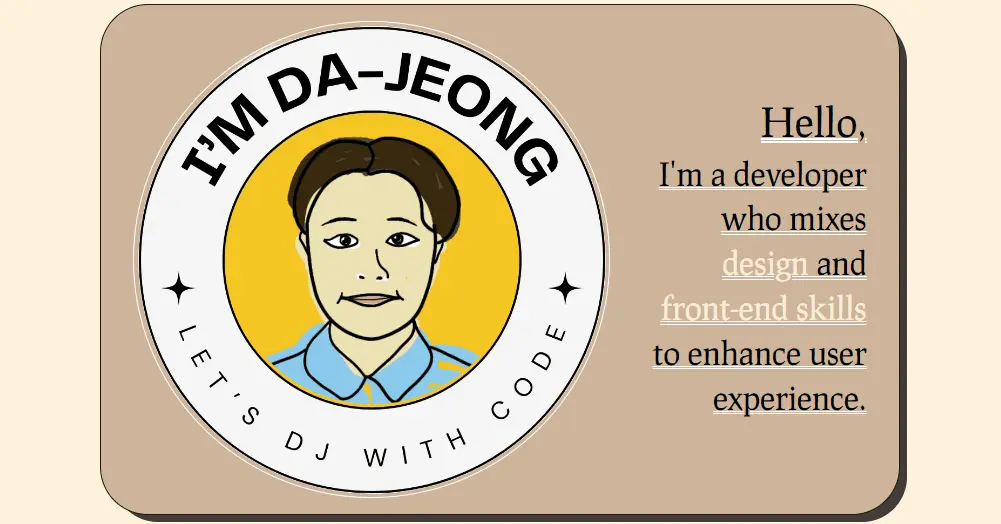 I'M DA–JEONG
LET'S DJ WITH CODE
Hello,
I'm a developer
who mixes
design and
front-end skills
to enhance user
experience.